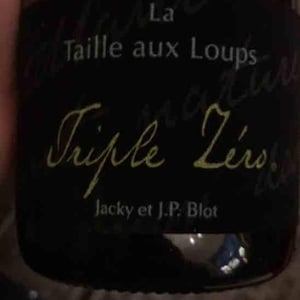 La
Taille aux Loups
Triple Zéro.
Jacky et J.P. Blot